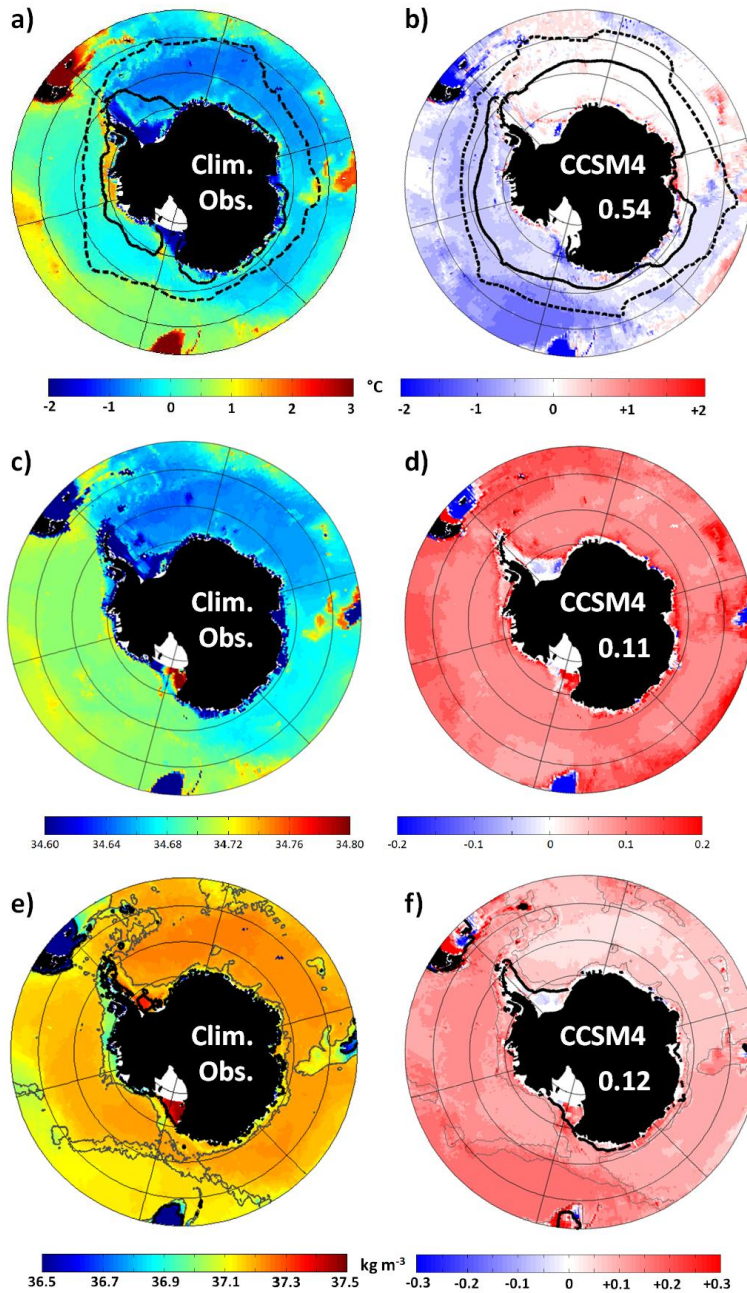 a)
b)
Clim.
Obs.
CCSM4
0.54
-2 -1 0 1 2 3 °C -2 -1 0 +1 +2
c)
d)
Clim.
Obs.
CCSM4
0.11
34.60 34.64 34.68 34.72 34.76 34.80 -0.2 -0.1 0 0.1 0.2
e)
f)
Clim.
Obs.
CCSM4
0.12
36.5 36.7 36.9 37.1 37.3 37.5 kg m⁻³ -0.3 -0.2 -0.1 0 +0.1 +0.2 +0.3